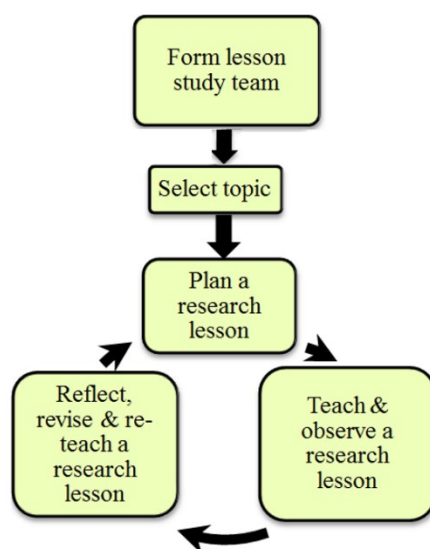 Form lesson
study team
Select topic
Plan a
research
lesson
Reflect,
revise & re-
teach a
research
lesson
Teach &
observe a
research
lesson